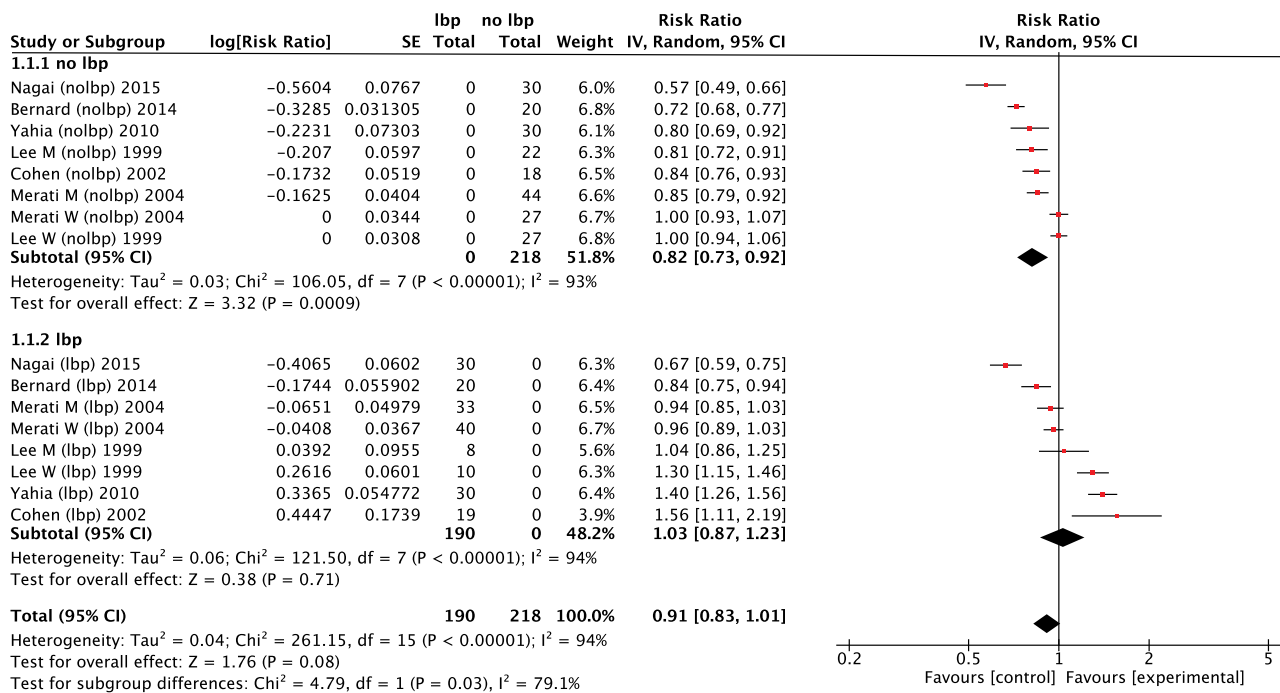 lbp no lbp Risk Ratio Risk Ratio
Study or Subgroup log[Risk Ratio] SE Total Total Weight IV, Random, 95% CI IV, Random, 95% CI
1.1.1 no lbp
Nagai (nolbp) 2015 −0.5604 0.0767 0 30 6.0% 0.57 [0.49, 0.66]
Bernard (nolbp) 2014 −0.3285 0.031305 0 20 6.8% 0.72 [0.68, 0.77]
Yahia (nolbp) 2010 −0.2231 0.07303 0 30 6.1% 0.80 [0.69, 0.92]
Lee M (nolbp) 1999 −0.207 0.0597 0 22 6.3% 0.81 [0.72, 0.91]
Cohen (nolbp) 2002 −0.1732 0.0519 0 18 6.5% 0.84 [0.76, 0.93]
Merati M (nolbp) 2004 −0.1625 0.0404 0 44 6.6% 0.85 [0.79, 0.92]
Merati W (nolbp) 2004 0 0.0344 0 27 6.7% 1.00 [0.93, 1.07]
Lee W (nolbp) 1999 0 0.0308 0 27 6.8% 1.00 [0.94, 1.06]
Subtotal (95% CI) 0 218 51.8% 0.82 [0.73, 0.92]
Heterogeneity: Tau² = 0.03; Chi² = 106.05, df = 7 (P < 0.00001); I² = 93%
Test for overall effect: Z = 3.32 (P = 0.0009)
1.1.2 lbp
Nagai (lbp) 2015 −0.4065 0.0602 30 0 6.3% 0.67 [0.59, 0.75]
Bernard (lbp) 2014 −0.1744 0.055902 20 0 6.4% 0.84 [0.75, 0.94]
Merati M (lbp) 2004 −0.0651 0.04979 33 0 6.5% 0.94 [0.85, 1.03]
Merati W (lbp) 2004 −0.0408 0.0367 40 0 6.7% 0.96 [0.89, 1.03]
Lee M (lbp) 1999 0.0392 0.0955 8 0 5.6% 1.04 [0.86, 1.25]
Lee W (lbp) 1999 0.2616 0.0601 10 0 6.3% 1.30 [1.15, 1.46]
Yahia (lbp) 2010 0.3365 0.054772 30 0 6.4% 1.40 [1.26, 1.56]
Cohen (lbp) 2002 0.4447 0.1739 19 0 3.9% 1.56 [1.11, 2.19]
Subtotal (95% CI) 190 0 48.2% 1.03 [0.87, 1.23]
Heterogeneity: Tau² = 0.06; Chi² = 121.50, df = 7 (P < 0.00001); I² = 94%
Test for overall effect: Z = 0.38 (P = 0.71)
Total (95% CI) 190 218 100.0% 0.91 [0.83, 1.01]
Heterogeneity: Tau² = 0.04; Chi² = 261.15, df = 15 (P < 0.00001); I² = 94%
Test for overall effect: Z = 1.76 (P = 0.08)
Test for subgroup differences: Chi² = 4.79, df = 1 (P = 0.03), I² = 79.1%
0.2 0.5 1 2 5
Favours [control] Favours [experimental]